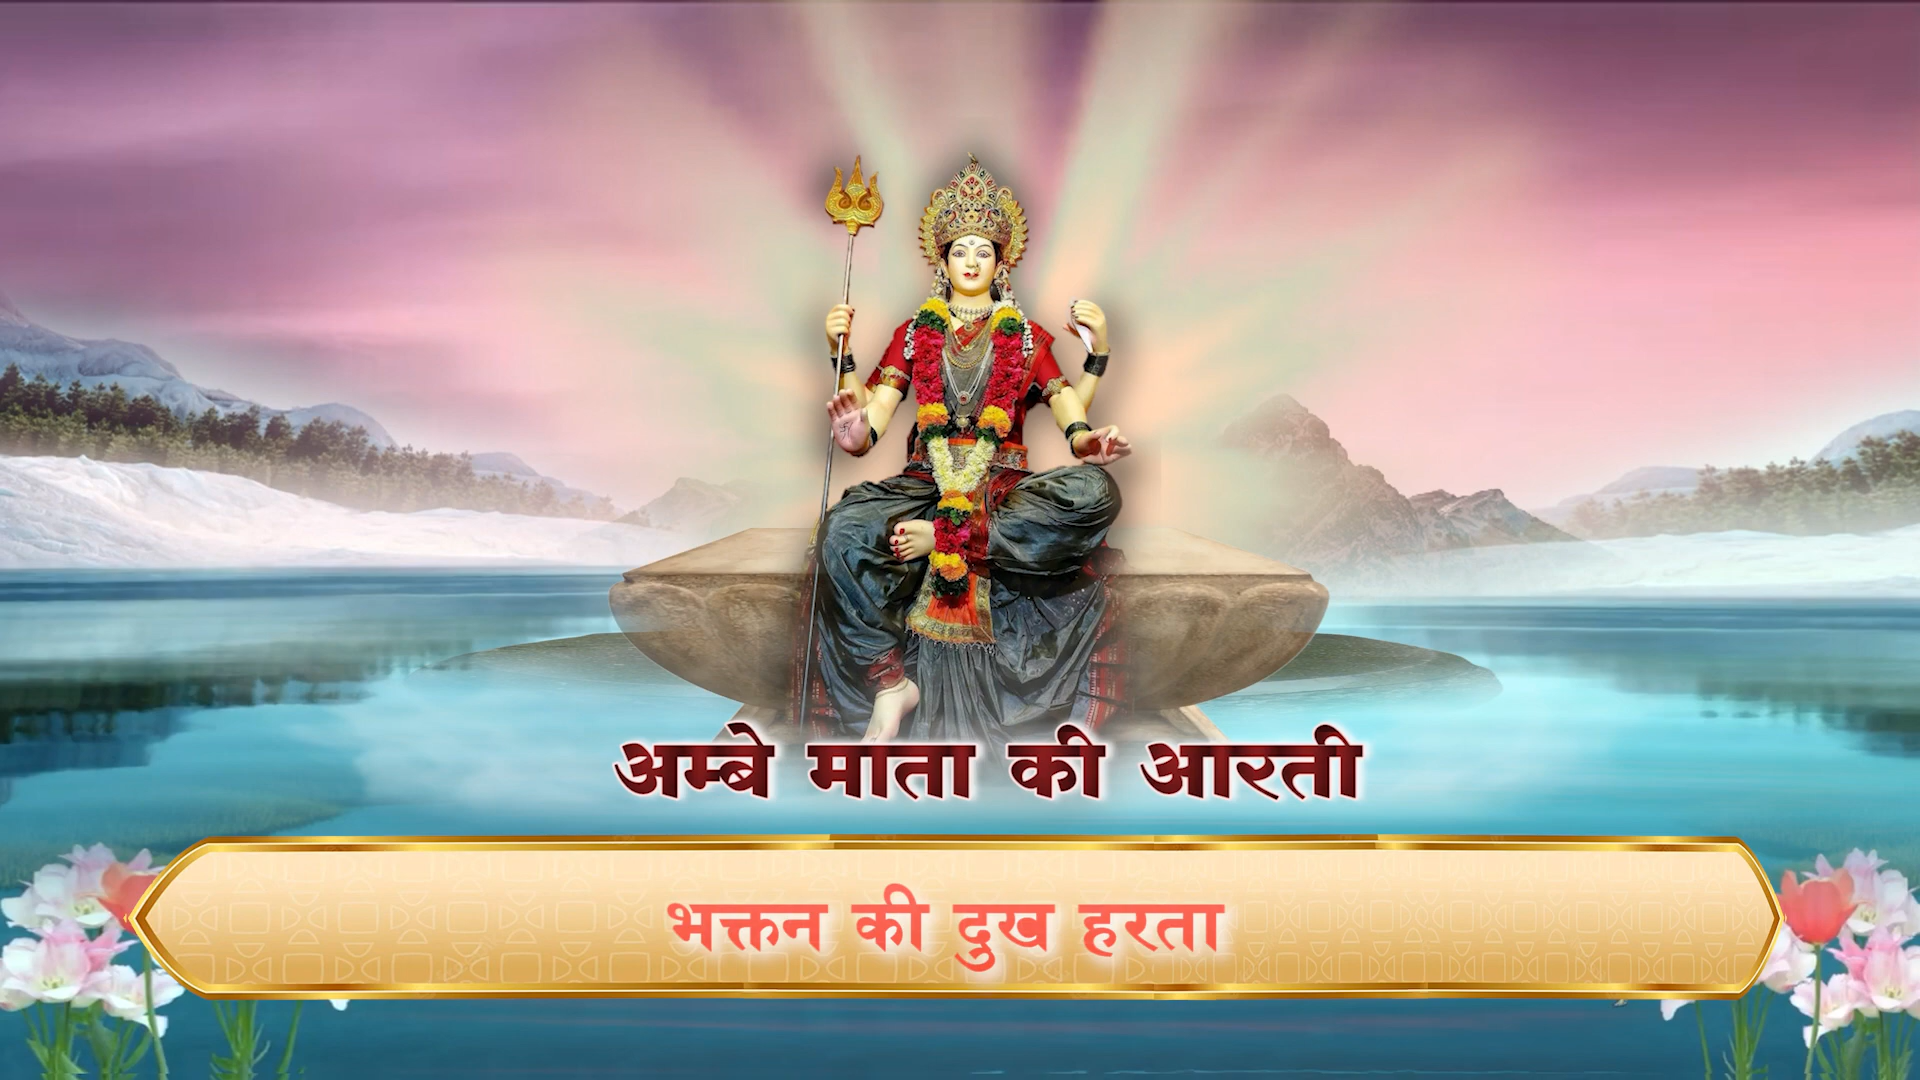 अम्बे माता की आरती
भक्तन की दुख हरता